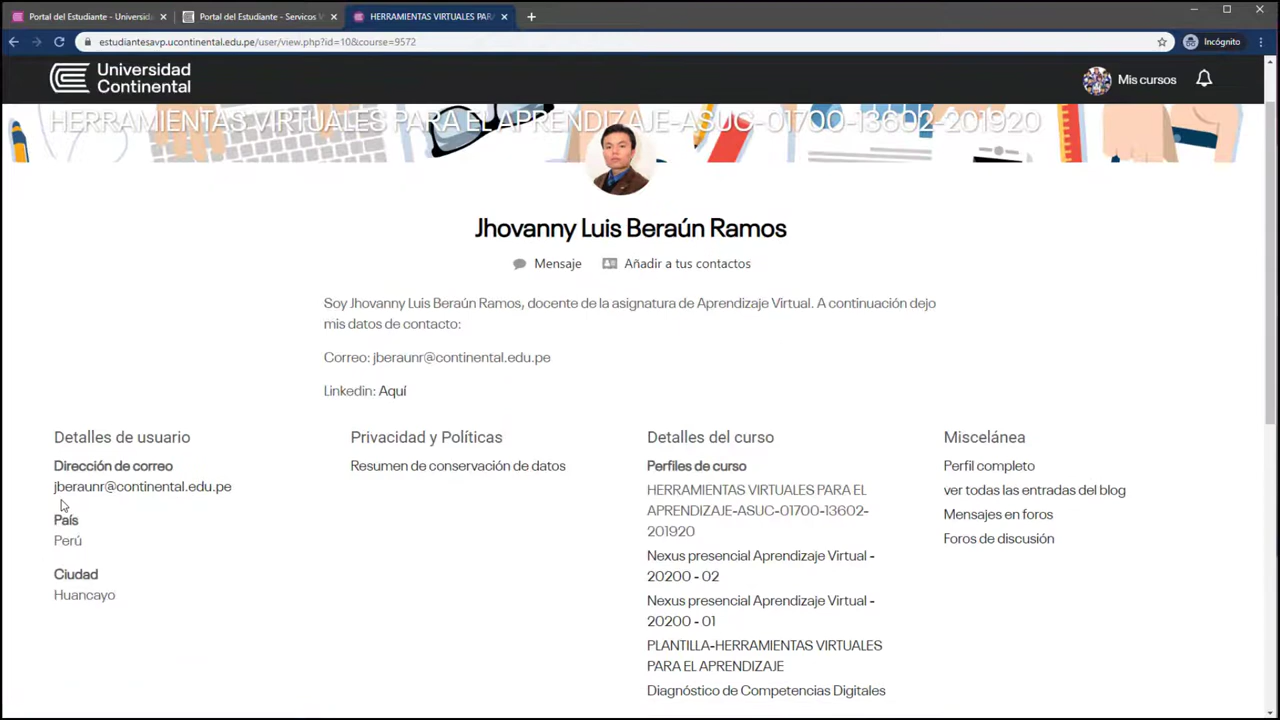 Portal del Estudiante - Universida
Portal del Estudiante - Servicos V
HERRAMIENTAS VIRTUALES PARA
estudiantesavp.ucontinental.edu.pe/user/view.php?id=10&course=9572
Incógnito
Universidad
Continental
Mis cursos
HERRAMIENTAS VIRTUALES PARA EL APRENDIZAJE-ASUC-01700-13602-201920
Jhovanny Luis Beraún Ramos
Mensaje
Añadir a tus contactos
Soy Jhovanny Luis Beraún Ramos, docente de la asignatura de Aprendizaje Virtual. A continuación dejo
mis datos de contacto:
Correo: jberaunr@continental.edu.pe
Linkedin: Aquí
Detalles de usuario
Dirección de correo
jberaunr@continental.edu.pe
País
Perú
Ciudad
Huancayo
Privacidad y Políticas
Resumen de conservación de datos
Detalles del curso
Perfiles de curso
HERRAMIENTAS VIRTUALES PARA EL
APRENDIZAJE-ASUC-01700-13602-
201920
Nexus presencial Aprendizaje Virtual -
20200 - 02
Nexus presencial Aprendizaje Virtual -
20200 - 01
PLANTILLA-HERRAMIENTAS VIRTUALES
PARA EL APRENDIZAJE
Diagnóstico de Competencias Digitales
Miscelánea
Perfil completo
ver todas las entradas del blog
Mensajes en foros
Foros de discusión